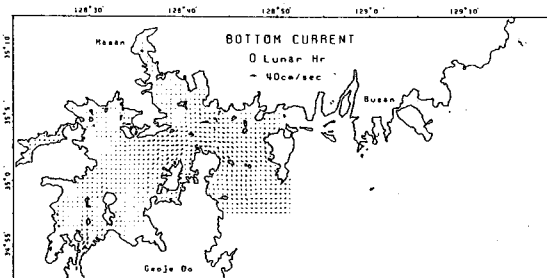 128°30' 128°40' 128°50' 129°0' 129°10'
35°10'
Masan
BOTTOM CURRENT
0 Lunar Hr
40cm/sec
Busan
35°5'
35°0'
34°55'
Geoje Do